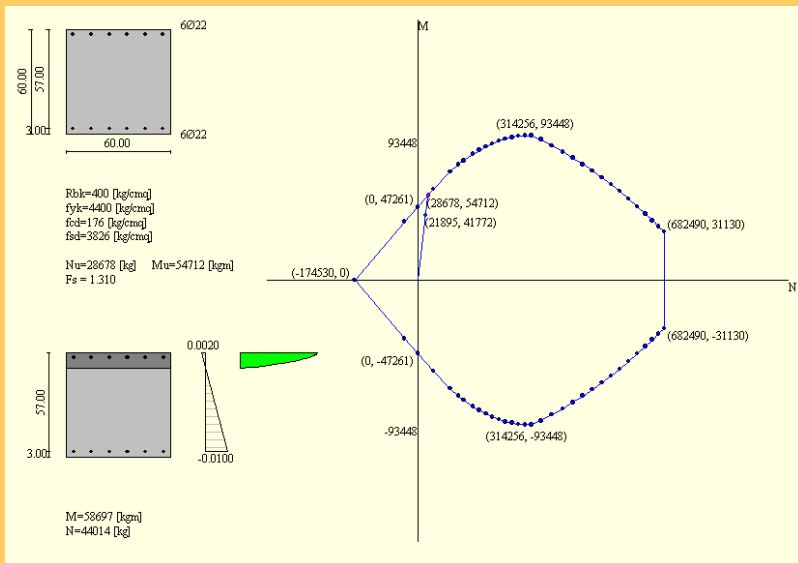 6Ø22
60.00
57.00
3.00
6Ø22
60.00
Rbk=400 [kg/cmq]
fyk=4400 [kg/cmq]
fcd=176 [kg/cmq]
fsd=3826 [kg/cmq]
Nu=28678 [kg] Mu=54712 [kgm]
Fs = 1.310
0.0020
57.00
3.00
-0.0100
M=58697 [kgm]
N=44014 [kg]
M
(314256, 93448)
93448
(0, 47261)
(28678, 54712)
(21895, 41772)
(682490, 31130)
(-174530, 0)
N
(682490, -31130)
(0, -47261)
-93448
(314256, -93448)